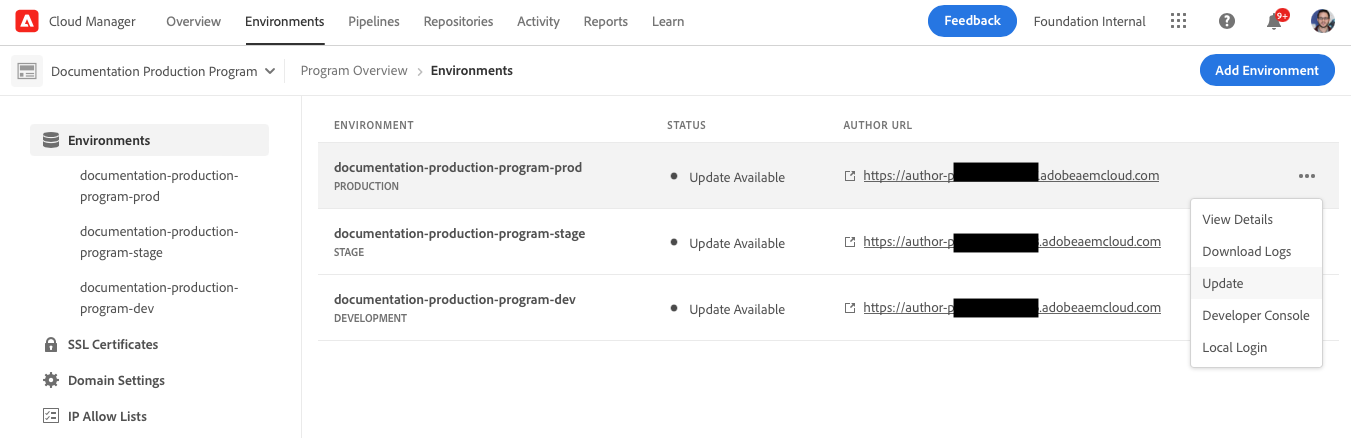 Cloud Manager Overview Environments Pipelines Repositories Activity Reports Learn Feedback Foundation Internal 9+
Documentation Production Program Program Overview > Environments Add Environment
Environments
documentation-production-
program-prod
documentation-production-
program-stage
documentation-production-
program-dev
SSL Certificates
Domain Settings
IP Allow Lists
ENVIRONMENT STATUS AUTHOR URL
documentation-production-program-prod
PRODUCTION
Update Available
https://author-p .adobeaemcloud.com
documentation-production-program-stage
STAGE
Update Available
https://author-p .adobeaemcloud.com
documentation-production-program-dev
DEVELOPMENT
Update Available
https://author-p .adobeaemcloud.com
View Details
Download Logs
Update
Developer Console
Local Login